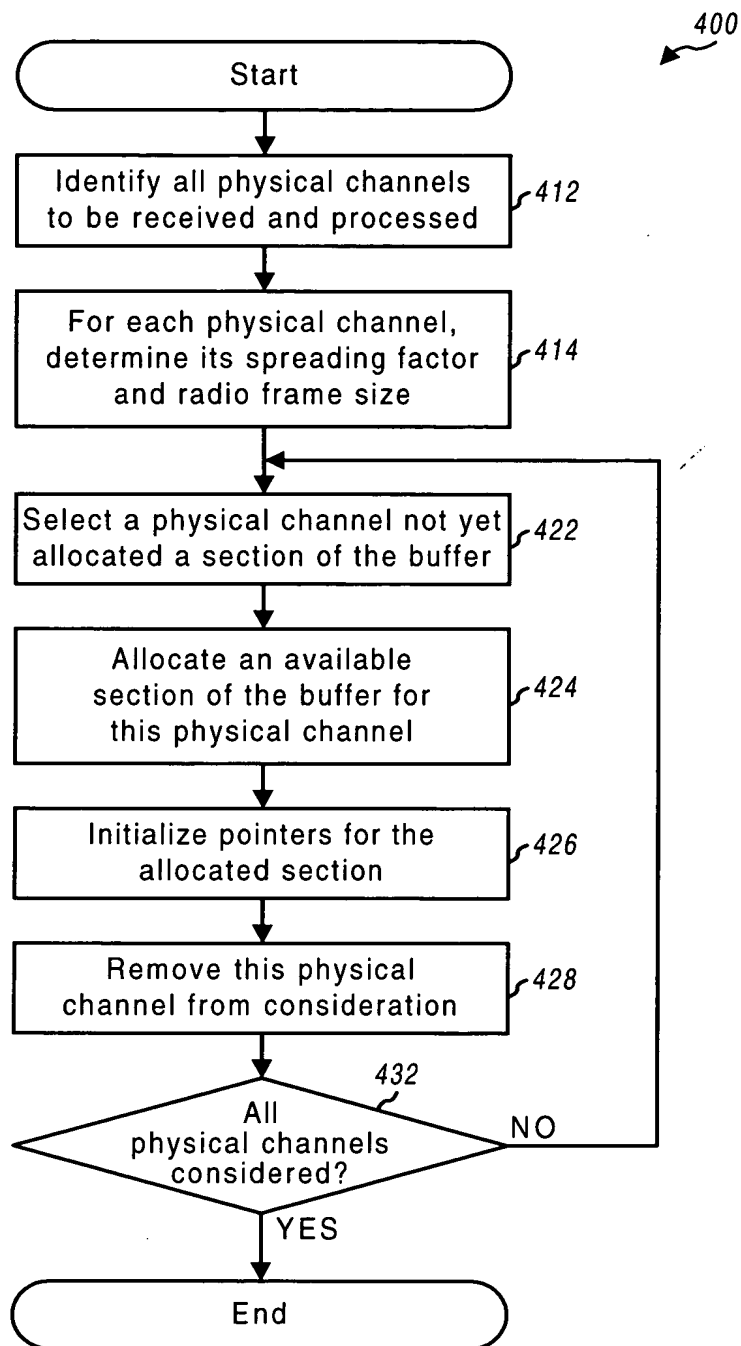 400
Start
Identify all physical channels
to be received and processed
412
For each physical channel,
determine its spreading factor
and radio frame size
414
Select a physical channel not yet
allocated a section of the buffer
422
Allocate an available
section of the buffer for
this physical channel
424
Initialize pointers for the
allocated section
426
Remove this physical
channel from consideration
428
432
All
physical channels
considered?
NO
YES
End